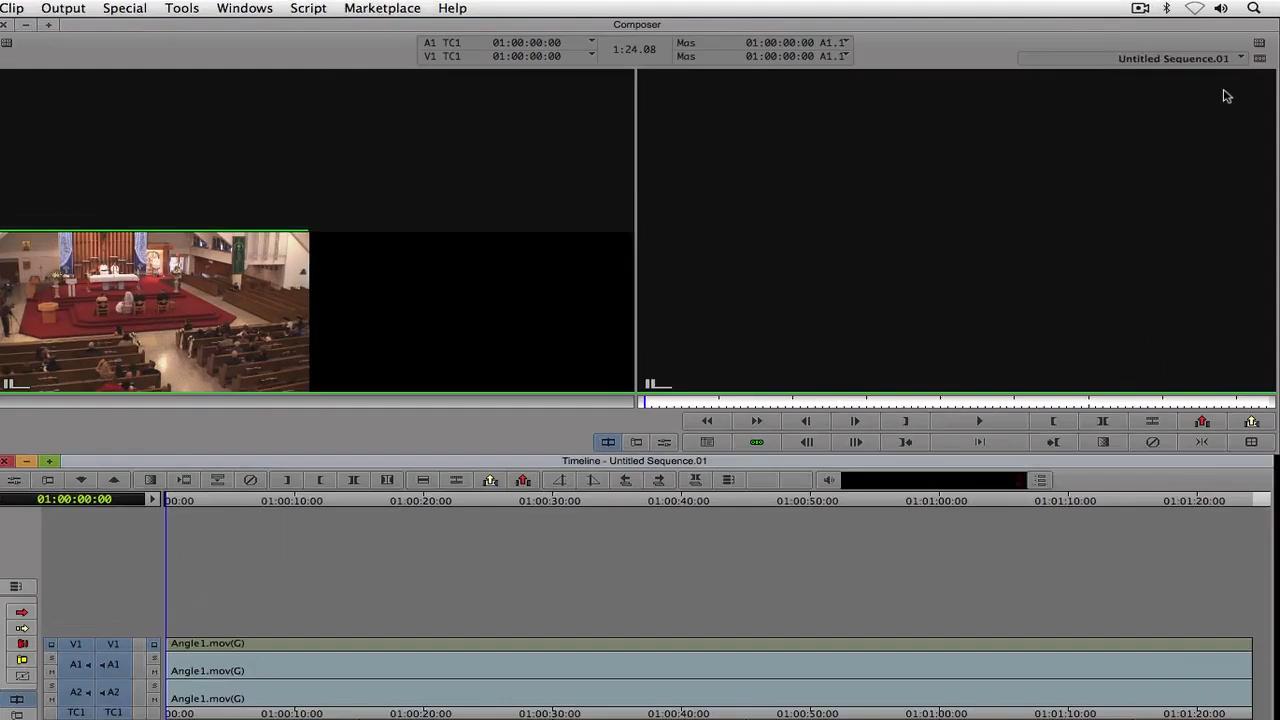 Clip Output Special Tools Windows Script Marketplace Help
Composer
A1 TC1 01:00:00:00 1:24.08 Mas 01:00:00:00 A1.1
V1 TC1 01:00:00:00 Mas 01:00:00:00 A1.1
Untitled Sequence.01
Timeline - Untitled Sequence.01
01:00:00:00 00:00 01:00:10:00 01:00:20:00 01:00:30:00 01:00:40:00 01:00:50:00 01:01:00:00 01:01:10:00 01:01:20:00
V1 V1 Angle1.mov(G)
A1 A1 Angle1.mov(G)
A2 A2 Angle1.mov(G)
TC1 TC1 00:00 01:00:10:00 01:00:20:00 01:00:30:00 01:00:40:00 01:00:50:00 01:01:00:00 01:01:10:00 01:01:20:00